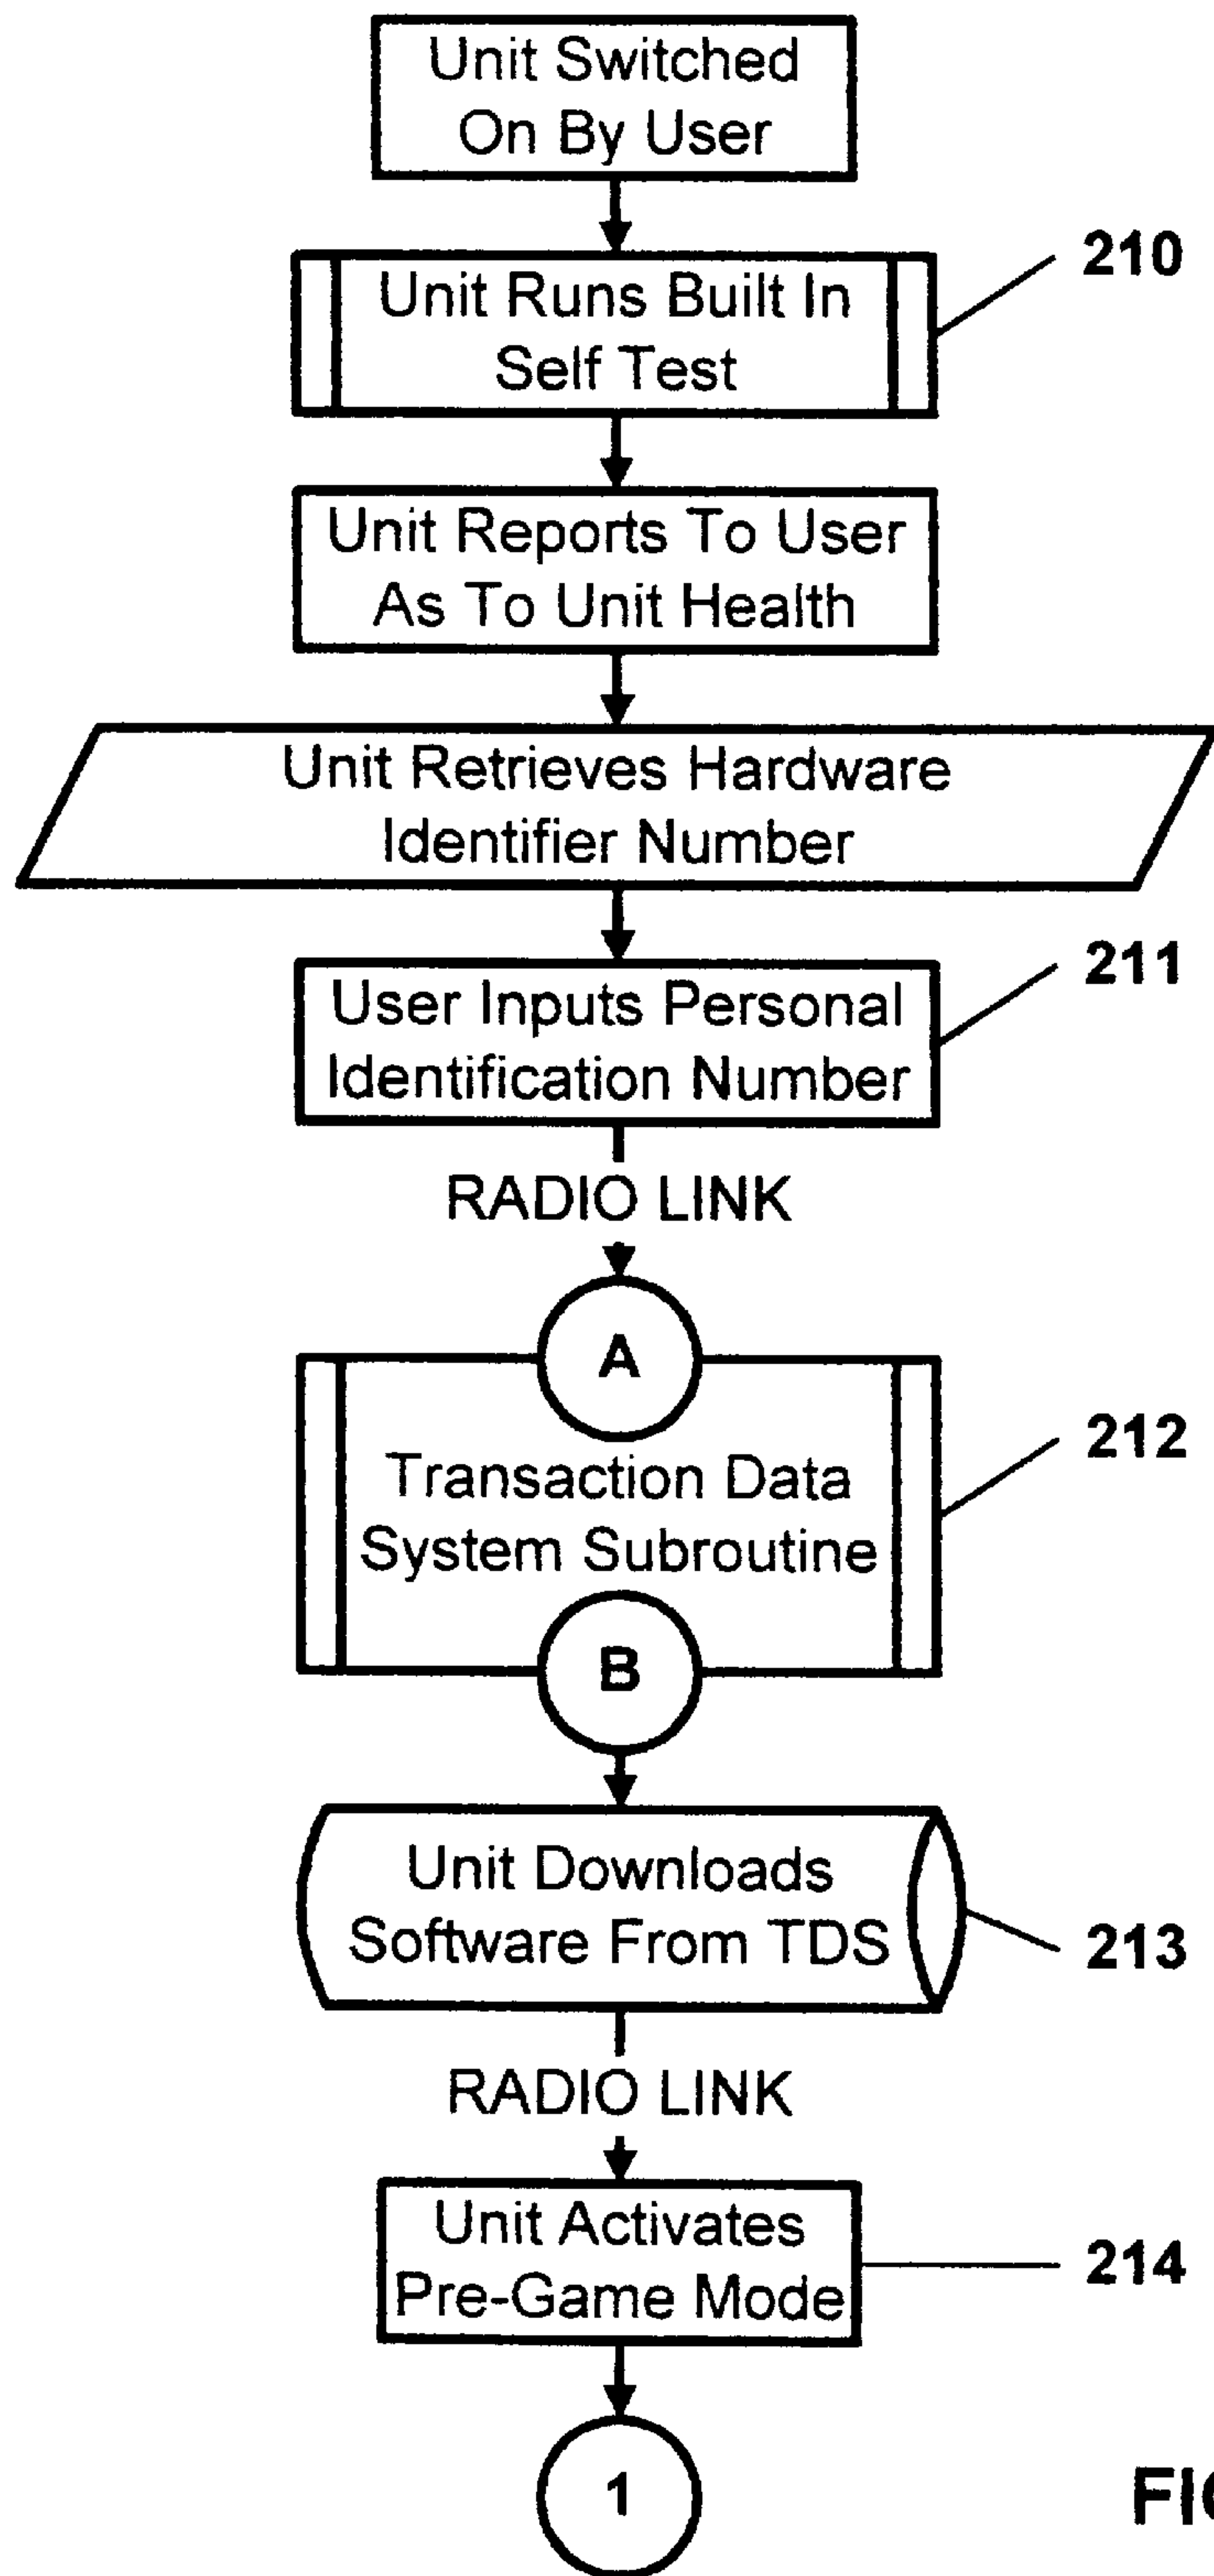 Unit Switched
On By User
210
Unit Runs Built In
Self Test
Unit Reports To User
As To Unit Health
Unit Retrieves Hardware
Identifier Number
211
User Inputs Personal
Identification Number
RADIO LINK
A
212
Transaction Data
System Subroutine
B
Unit Downloads
Software From TDS
213
RADIO LINK
Unit Activates
Pre-Game Mode
214
1